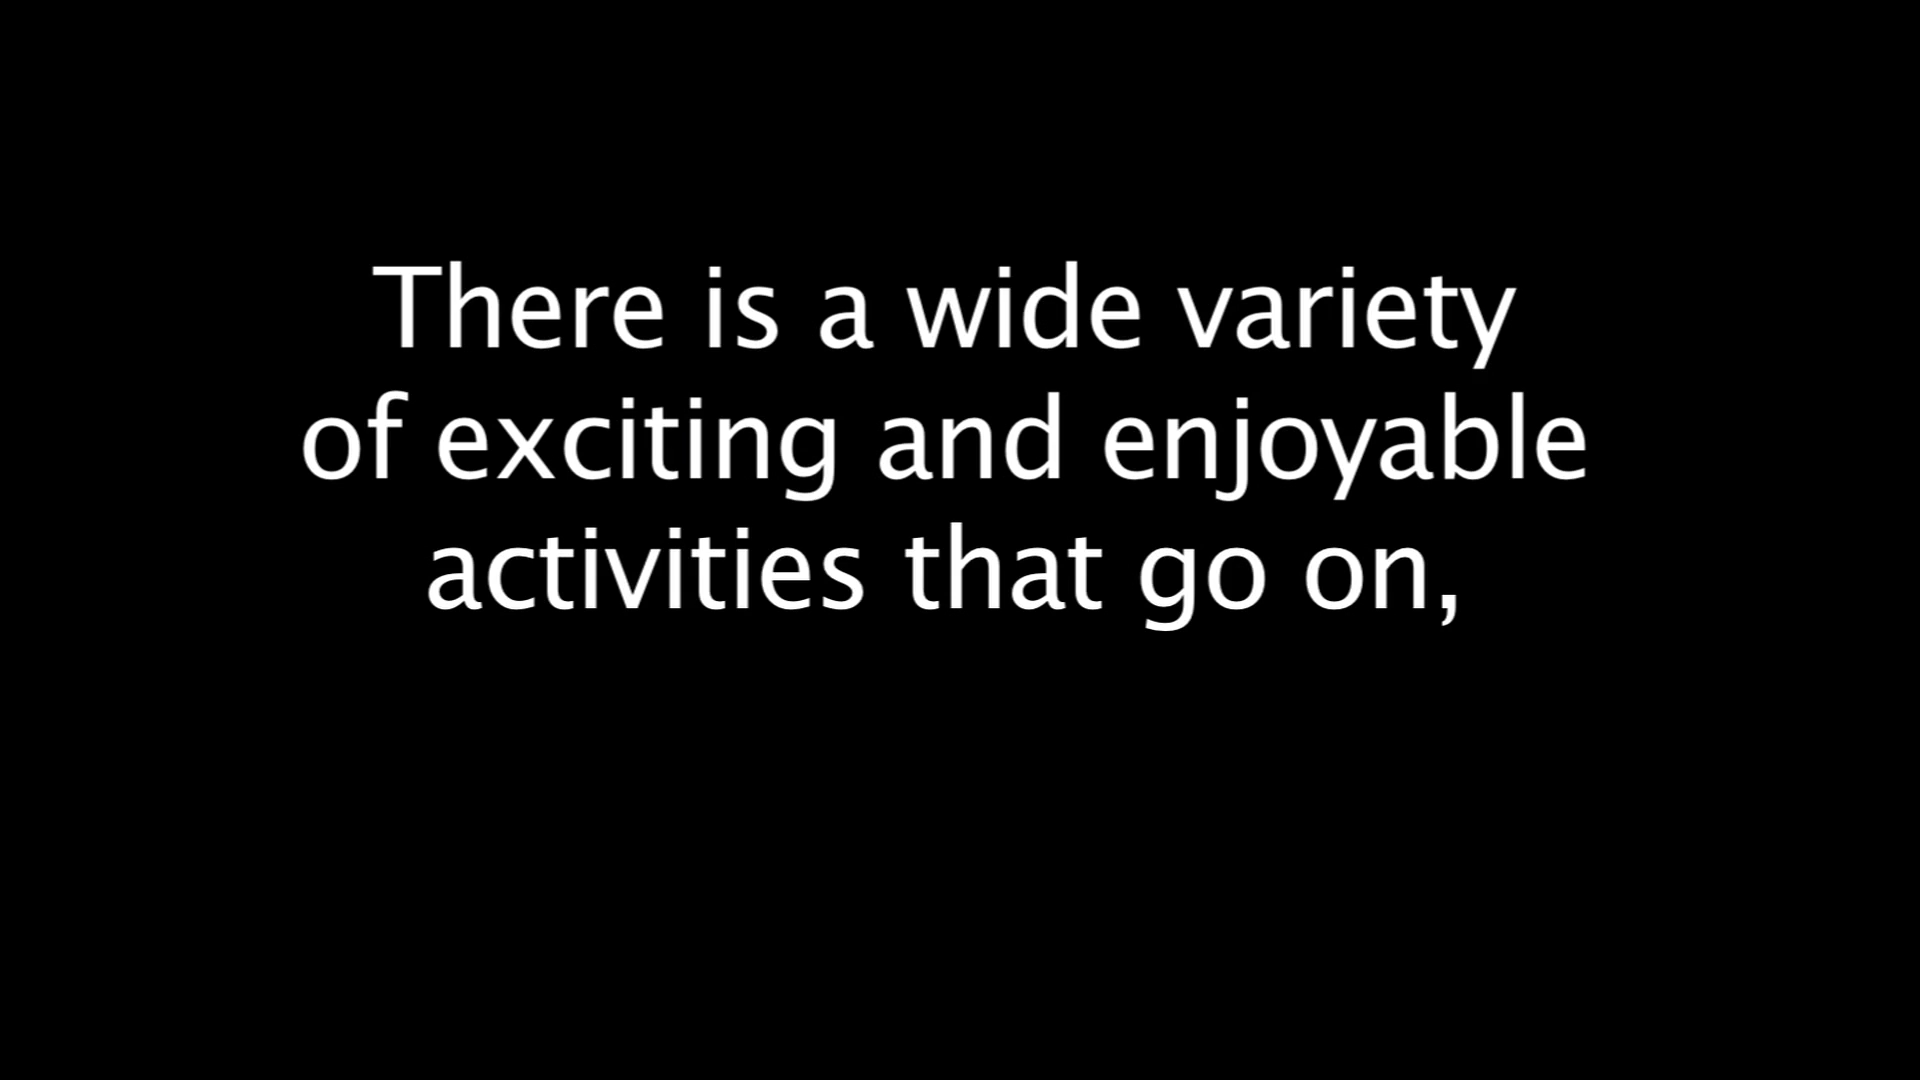 There is a wide variety
of exciting and enjoyable
activities that go on,